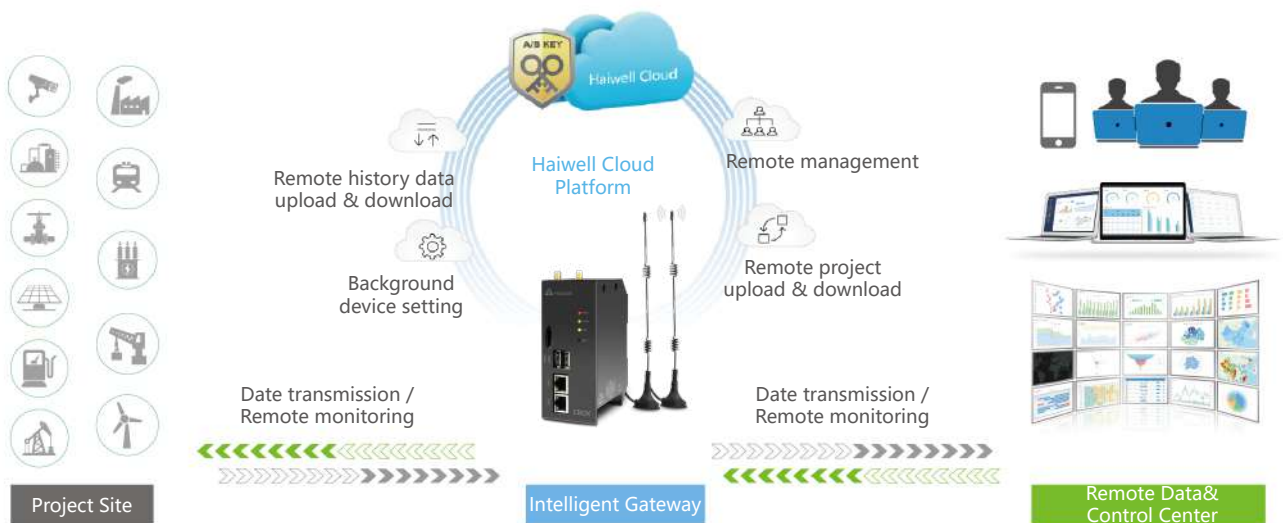 A/B KEY
Haiwell Cloud
Haiwell Cloud
Platform
Remote history data
upload & download
Remote management
Background
device setting
Remote project
upload & download
Date transmission /
Remote monitoring
Date transmission /
Remote monitoring
Project Site
Intelligent Gateway
Remote Data&
Control Center